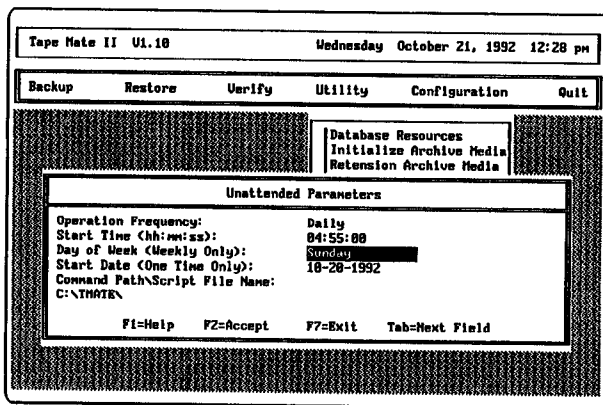 Tape Mate II V1.10 Wednesday October 21, 1992 12:28 pm
Backup Restore Verify Utility Configuration Quit
Database Resources
Initialize Archive Media
Retension Archive Media
Unattended Parameters
Operation Frequency: Daily
Start Time (hh:mm:ss): 04:55:00
Day of Week (Weekly Only): Sunday
Start Date (One Time Only): 10-20-1992
Command Path\Script File Name:
C:\TMATE\
F1=Help F2=Accept F7=Exit Tab=Next Field